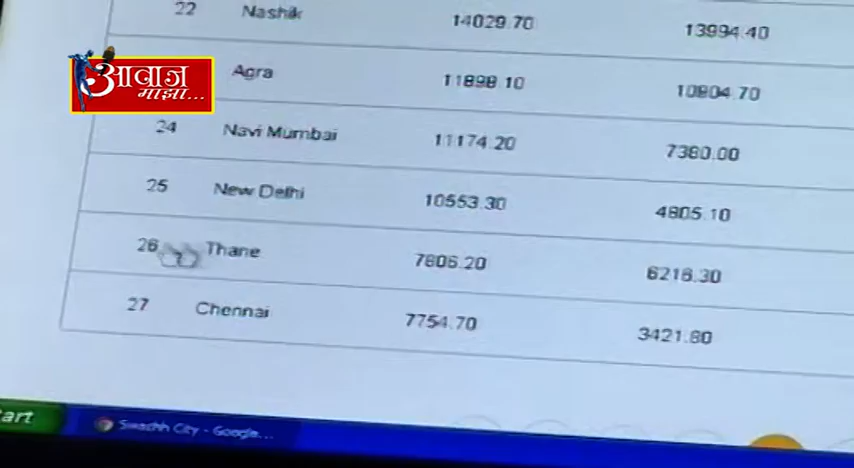 22 Nashik 14029.70 13994.40
आवाज
माझा...
Agra 11898.10 10804.70
24 Navi Mumbai 11174.20 7380.00
25 New Delhi 10553.30 4805.10
26 Thane 7806.20 6216.30
27 Chennai 7754.70 3421.80
art
Swachh City - Google...